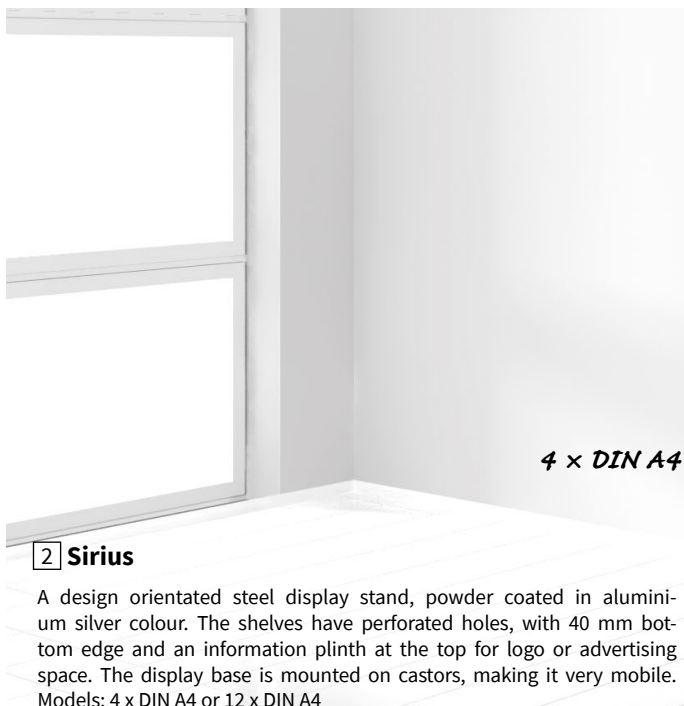 4 × DIN A4
2 Sirius
A design orientated steel display stand, powder coated in alumini-
um silver colour. The shelves have perforated holes, with 40 mm bot-
tom edge and an information plinth at the top for logo or advertising
space. The display base is mounted on castors, making it very mobile.
Models: 4 x DIN A4 or 12 x DIN A4